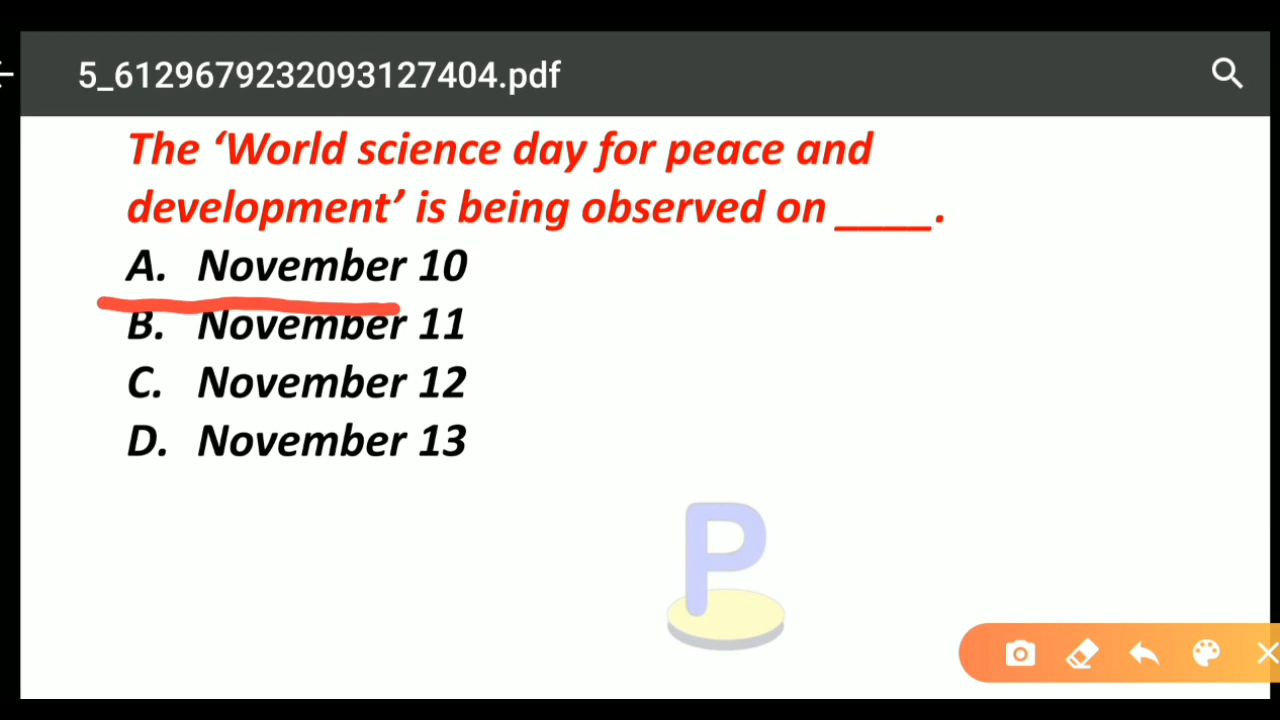 5_6129679232093127404.pdf
The ‘World science day for peace and
development’ is being observed on ____.
A. November 10
B. November 11
C. November 12
D. November 13
P